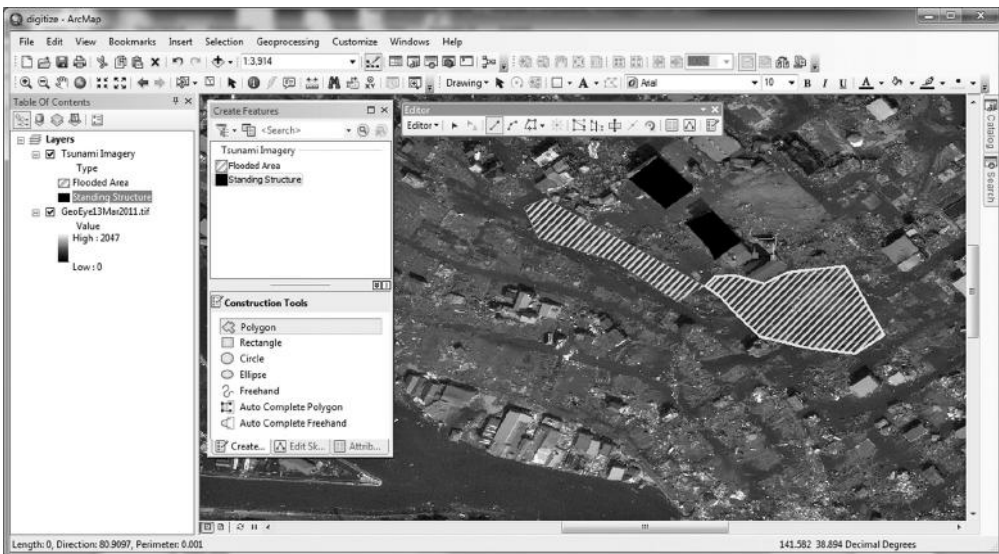 digitize - ArcMap
File Edit View Bookmarks Insert Selection Geoprocessing Customize Windows Help
1:3,914
Drawing
Arial
10
B I U A
Table Of Contents
Layers
Tsunami Imagery
Type
Flooded Area
Standing Structure
GeoEye13Mar2011.tif
Value
High : 2047
Low : 0
Create Features
<Search>
Tsunami Imagery
Flooded Area
Standing Structure
Construction Tools
Polygon
Rectangle
Circle
Ellipse
Freehand
Auto Complete Polygon
Auto Complete Freehand
Create... Edit Sk... Attrib...
Editor
Editor
Catalog
Search
Length: 0, Direction: 80.9097, Perimeter: 0.001
141.582 38.894 Decimal Degrees